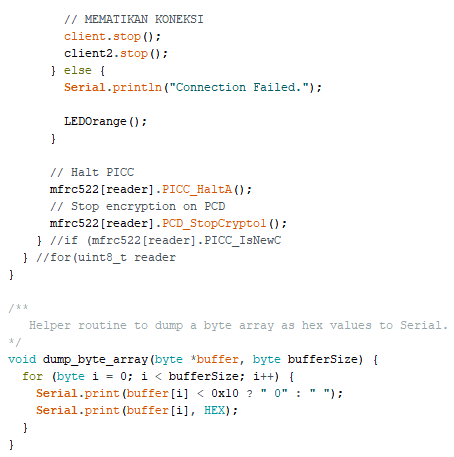 // MEMATIKAN KONEKSI
client.stop();
client2.stop();
} else {
Serial.println("Connection Failed.");
LEDOrange();
}
// Halt PICC
mfrc522[reader].PICC_HaltA();
// Stop encryption on PCD
mfrc522[reader].PCD_StopCrypto1();
} //if (mfrc522[reader].PICC_IsNewC
} //for(uint8_t reader
}
/**
Helper routine to dump a byte array as hex values to Serial.
*/
void dump_byte_array(byte *buffer, byte bufferSize) {
for (byte i = 0; i < bufferSize; i++) {
Serial.print(buffer[i] < 0x10 ? " 0" : " ");
Serial.print(buffer[i], HEX);
}
}